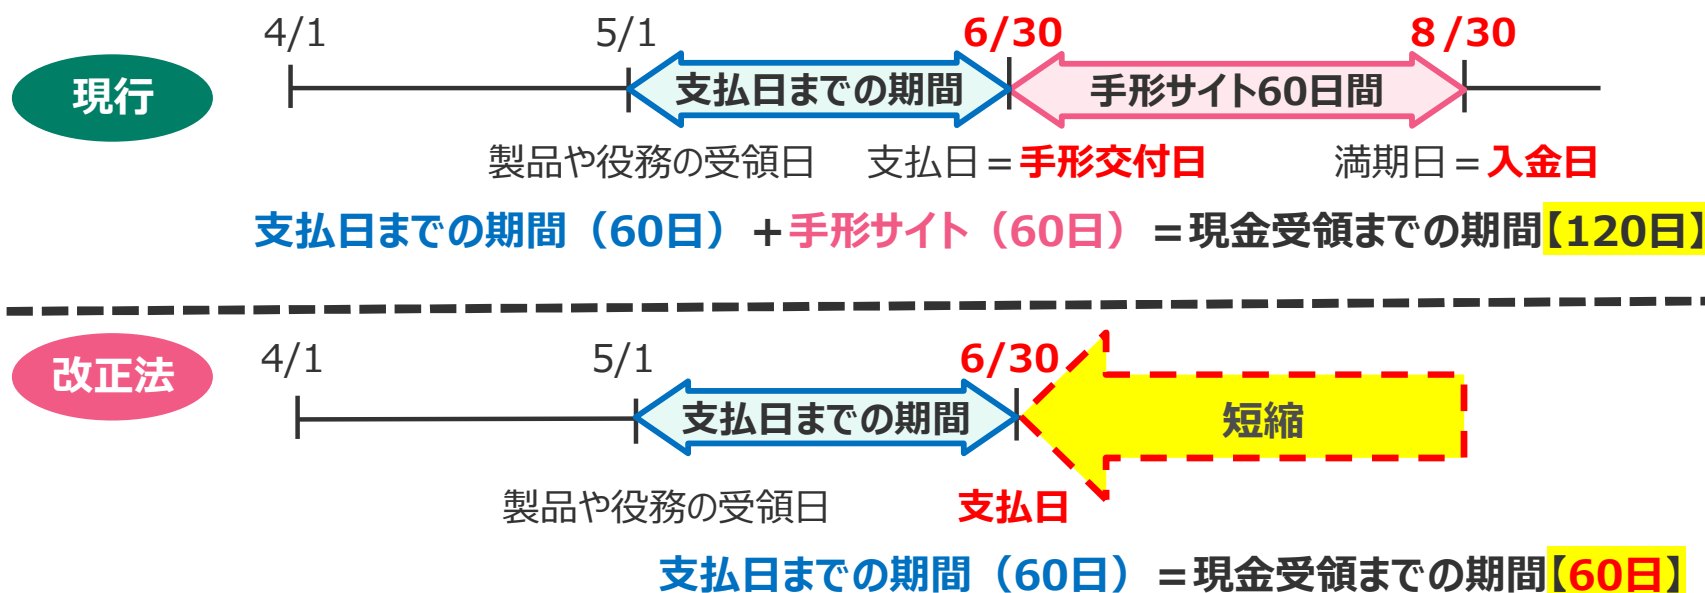 4/1 5/1 6/30 8/30
現行 支払日までの期間 手形サイト60日間
製品や役務の受領日 支払日＝手形交付日 満期日＝入金日
支払日までの期間（60日）＋手形サイト（60日）＝現金受領までの期間【120日】
4/1 5/1 6/30
改正法 支払日までの期間 短縮
製品や役務の受領日 支払日
支払日までの期間（60日）＝現金受領までの期間【60日】